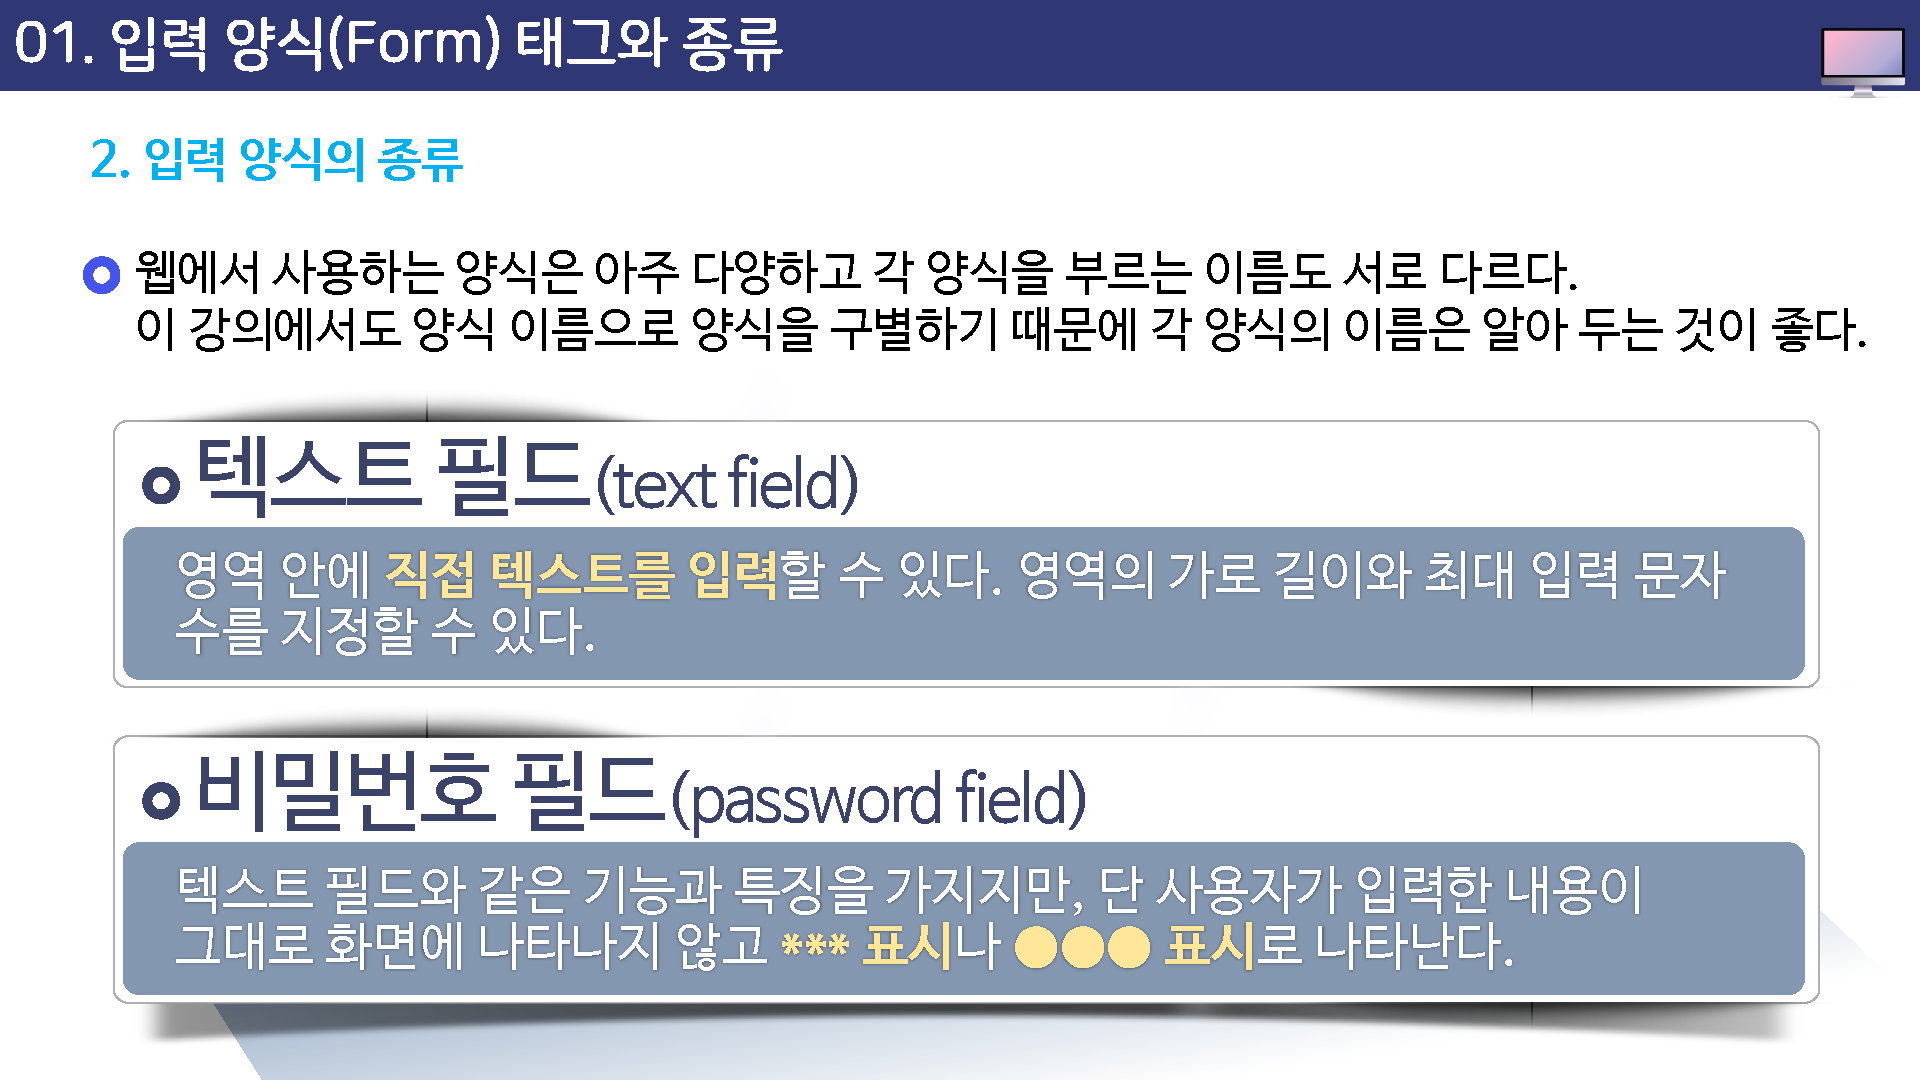 01. 입력 양식(Form) 태그와 종류
2. 입력 양식의 종류
웹에서 사용하는 양식은 아주 다양하고 각 양식을 부르는 이름도 서로 다르다.
이 강의에서도 양식 이름으로 양식을 구별하기 때문에 각 양식의 이름은 알아 두는 것이 좋다.
텍스트 필드(text field)
영역 안에 직접 텍스트를 입력할 수 있다. 영역의 가로 길이와 최대 입력 문자
수를 지정할 수 있다.
비밀번호 필드(password field)
텍스트 필드와 같은 기능과 특징을 가지지만, 단 사용자가 입력한 내용이
그대로 화면에 나타나지 않고 *** 표시나 ●●● 표시로 나타난다.